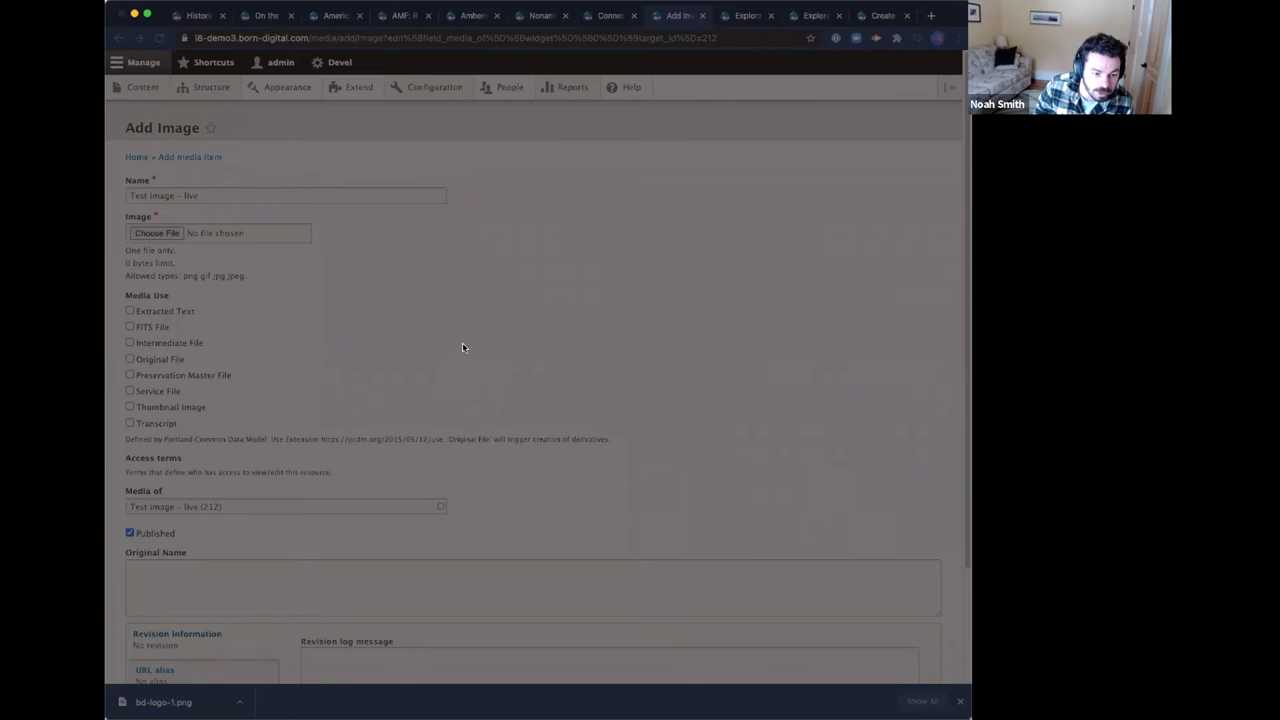 Histori
On the
Americ
AMF: R
Amher
Nonan
Connec
Add Im
Explor
Explor
Create
i8-demo3.born-digital.com/media/add/image?edit%5Bfield_media_of%5D%5Bwidget%5D%5B0%5D%5Btarget_id%5D=212
Manage
Shortcuts
admin
Devel
Content
Structure
Appearance
Extend
Configuration
People
Reports
Help
Noah Smith
Add Image
Home » Add media item
Name *
Test image - live
Image *
Choose File No file chosen
One file only.
0 bytes limit.
Allowed types: png gif jpg jpeg.
Media Use
Extracted Text
FITS File
Intermediate File
Original File
Preservation Master File
Service File
Thumbnail Image
Transcript
Defined by Portland Common Data Model: Use Extension https://pcdm.org/2015/05/12/use. 'Original File' will trigger creation of derivatives.
Access terms
Terms that define who has access to view/edit this resource.
Media of
Test image - live (212)
Published
Original Name
Revision information
No revision
Revision log message
URL alias
No alias
bd-logo-1.png
Show All